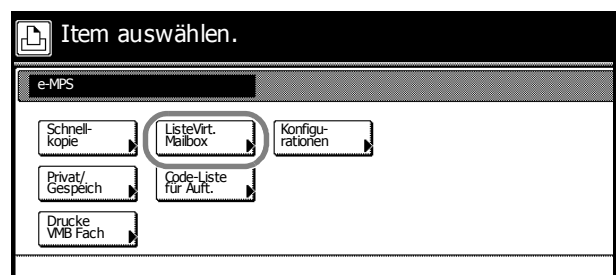 Item auswählen.
e-MPS
Schnell-
kopie
ListeVirt.
Mailbox
Konfigu-
rationen
Privat/
Gespeich
Code-Liste
für Auft.
Drucke
VMB Fach